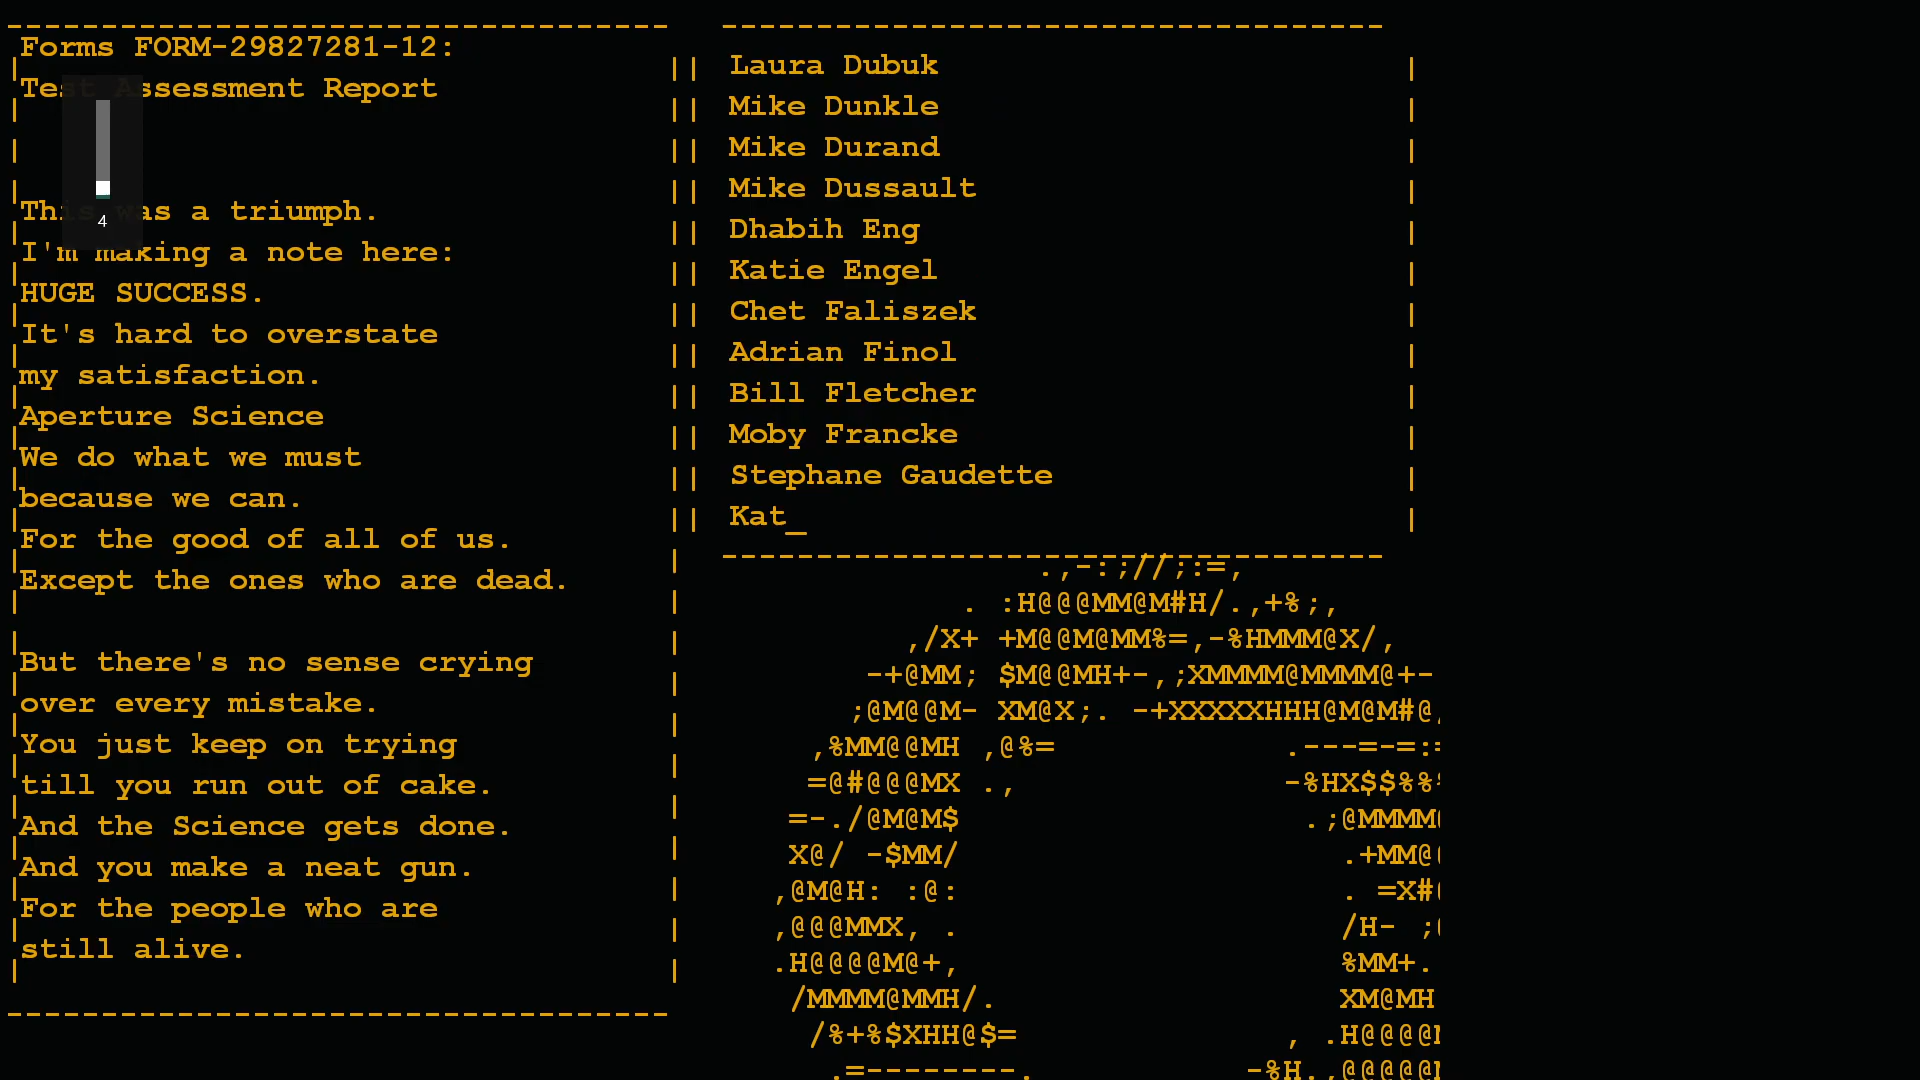 Forms FORM-29827281-12:
Test Assessment Report
This was a triumph.
I'm making a note here:
HUGE SUCCESS.
It's hard to overstate
my satisfaction.
Aperture Science
We do what we must
because we can.
For the good of all of us.
Except the ones who are dead.
But there's no sense crying
over every mistake.
You just keep on trying
till you run out of cake.
And the Science gets done.
And you make a neat gun.
For the people who are
still alive.
4
Laura Dubuk
Mike Dunkle
Mike Durand
Mike Dussault
Dhabih Eng
Katie Engel
Chet Faliszek
Adrian Finol
Bill Fletcher
Moby Francke
Stephane Gaudette
Kat_